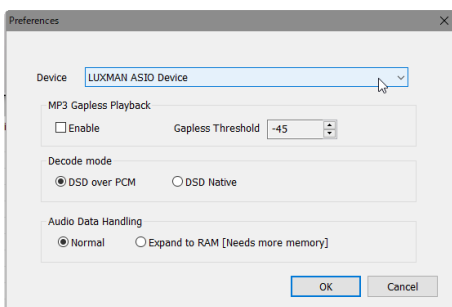 Preferences
Device LUXMAN ASIO Device
MP3 Gapless Playback
Enable Gapless Threshold -45
Decode mode
DSD over PCM DSD Native
Audio Data Handling
Normal Expand to RAM [Needs more memory]
OK Cancel